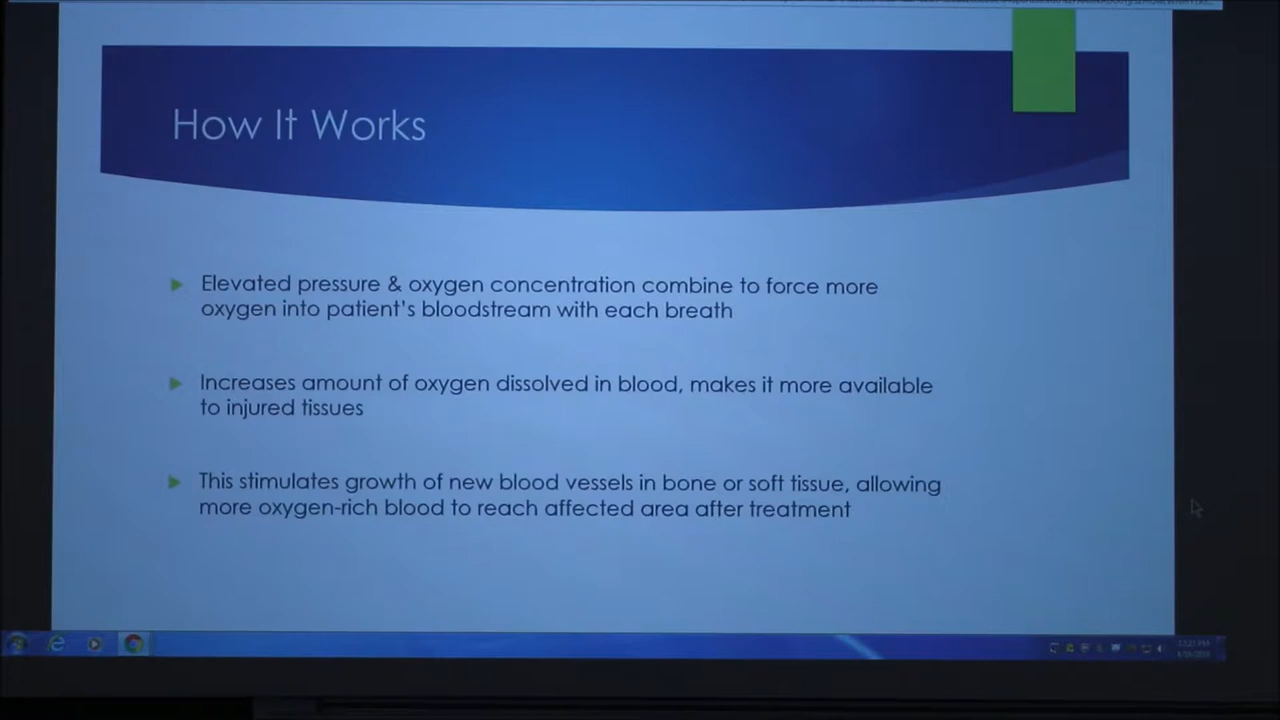 How It Works
Elevated pressure & oxygen concentration combine to force more
oxygen into patient's bloodstream with each breath
Increases amount of oxygen dissolved in blood, makes it more available
to injured tissues
This stimulates growth of new blood vessels in bone or soft tissue, allowing
more oxygen-rich blood to reach affected area after treatment